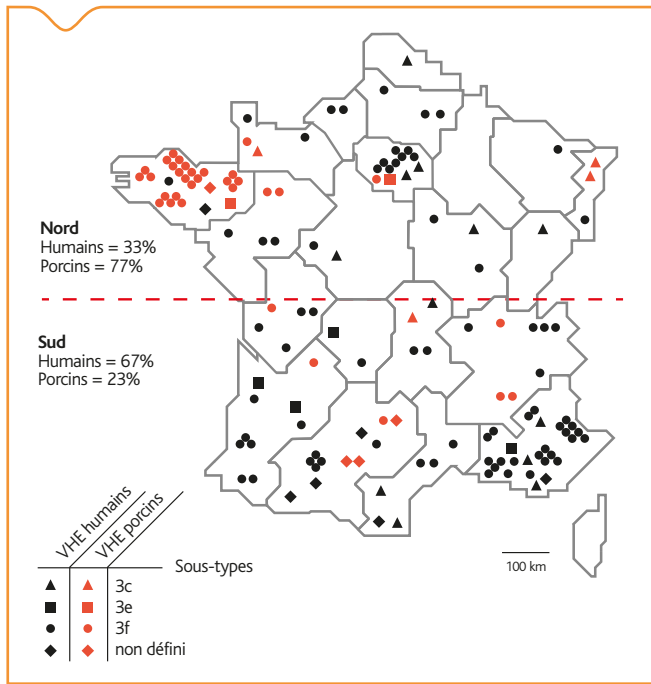 Nord
Humains = 33%
Porcins = 77%
Sud
Humains = 67%
Porcins = 23%
VHE humains
VHE porcins
Sous-types
3c
3e
3f
non défini
100 km